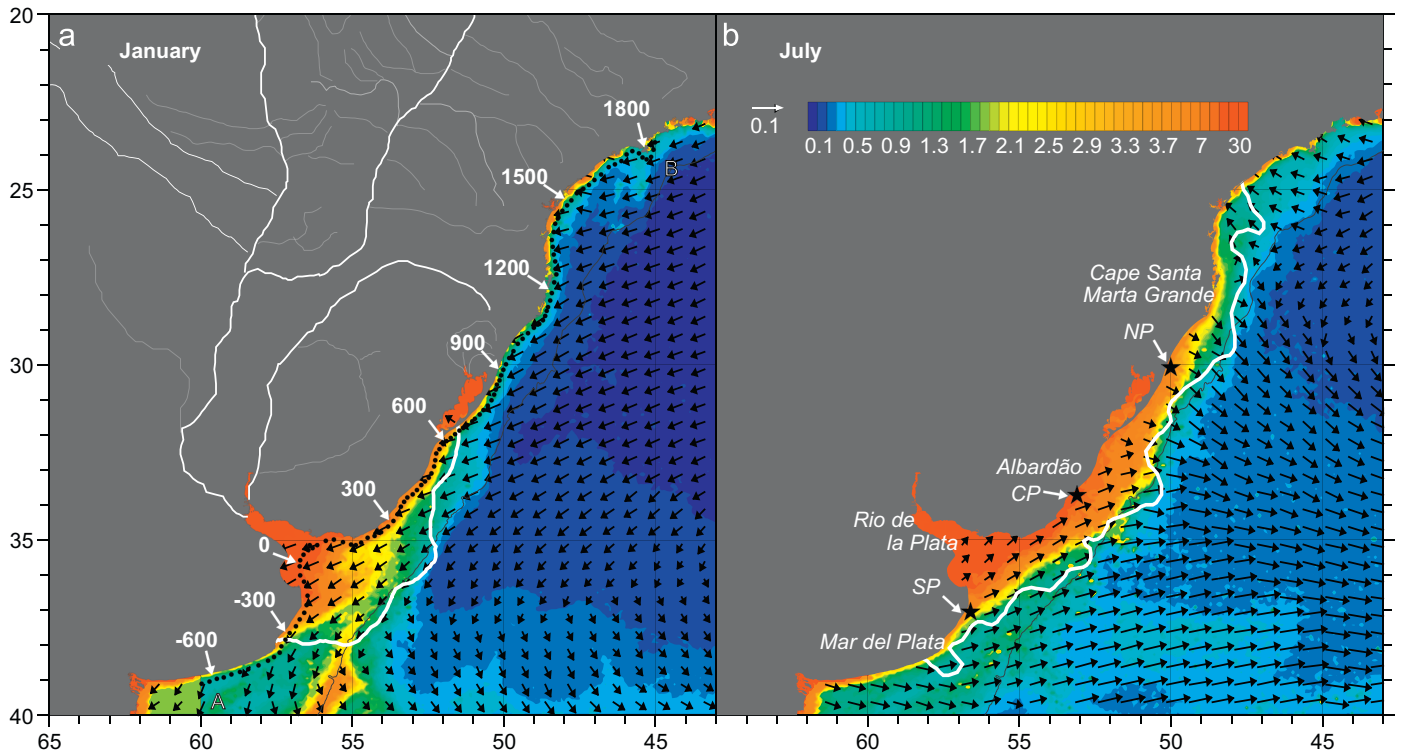 a
January
20
25
30
35
40
1800
B
1500
1200
900
600
300
0
-300
-600
A
65
60
55
50
45
b
July
0.1
0.1 0.5 0.9 1.3 1.7 2.1 2.5 2.9 3.3 3.7 7 30
Cape Santa
Marta Grande
NP
Albardão
CP
Rio de
la Plata
SP
Mar del Plata
60
55
50
45